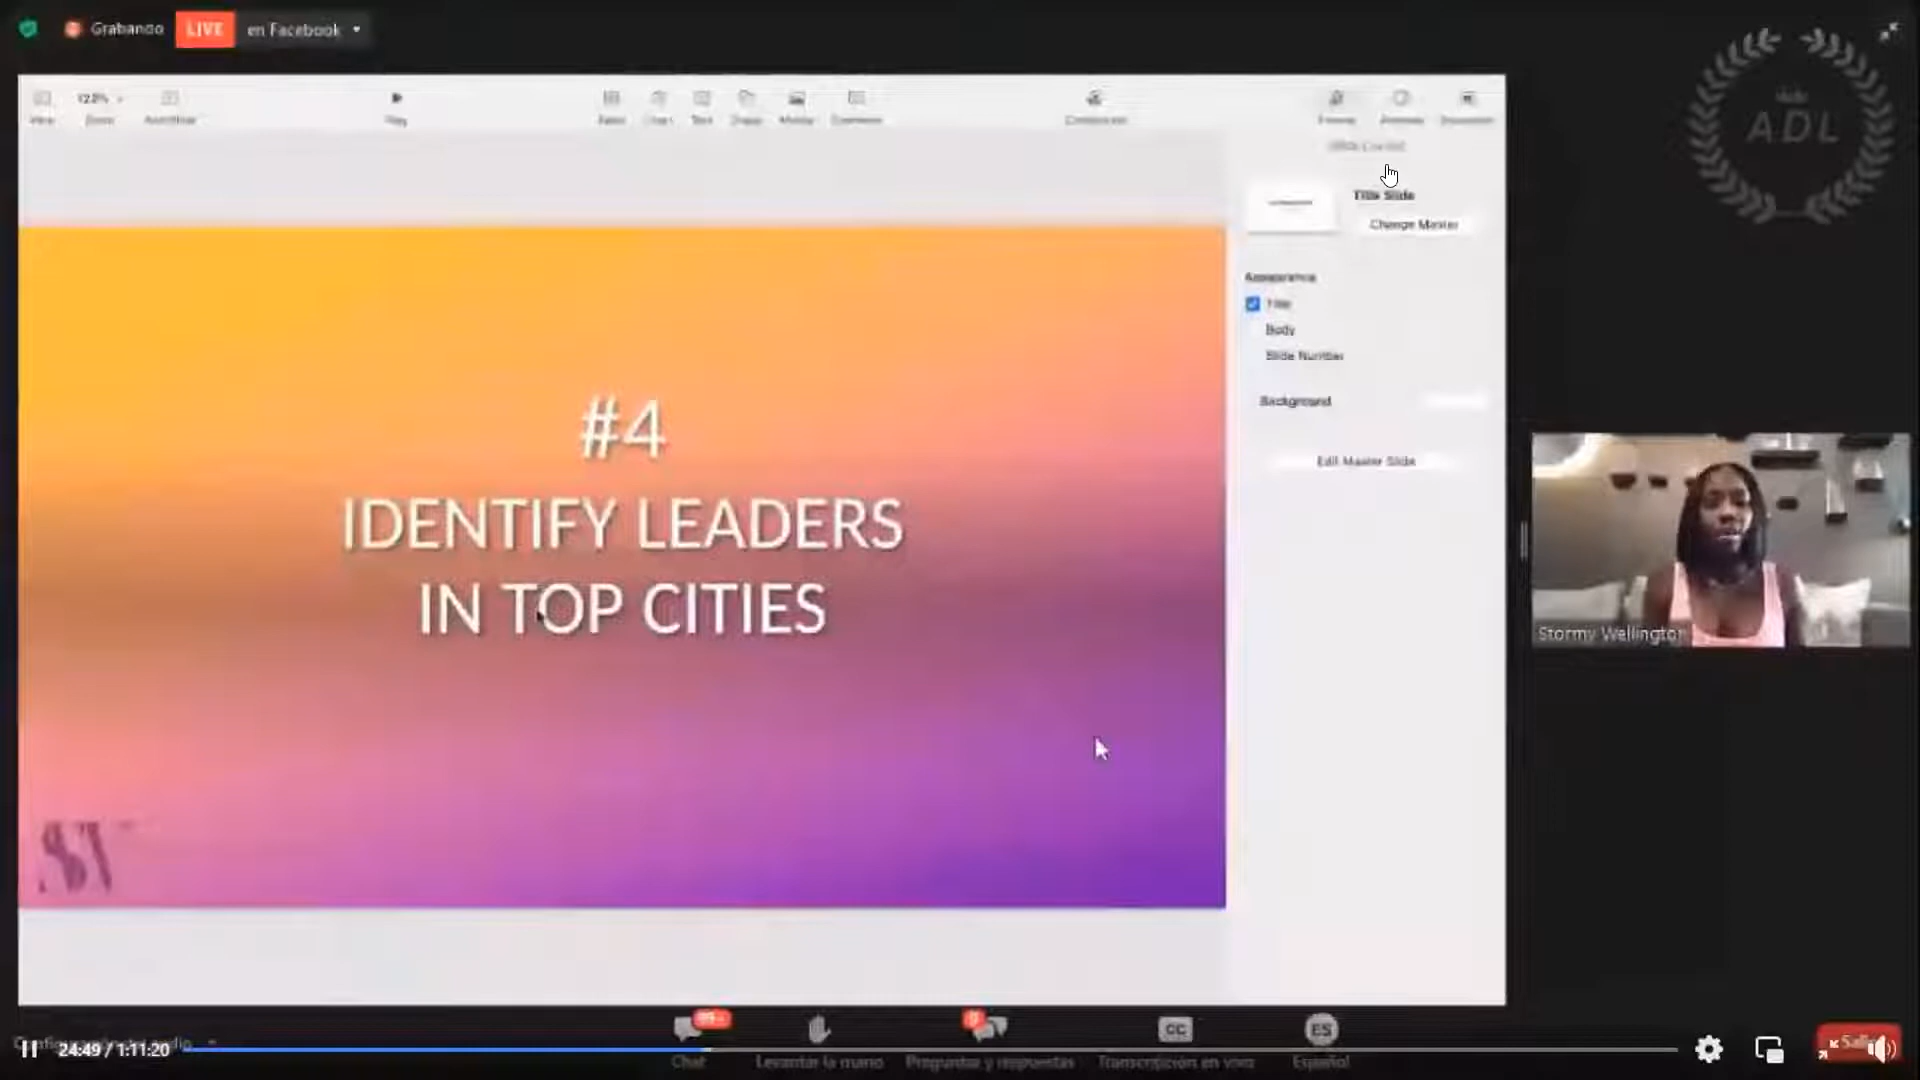 Grabando
LIVE
en Facebook
ADL
Title Slide
Change Master
Appearance
Title
Body
Slide Number
Background
Edit Master Slide
#4
IDENTIFY LEADERS
IN TOP CITIES
Stormy Wellington
24:49 / 1:11:20
Chat
Levantar la mano
Preguntas y respuestas
CC
Transcripción en vivo
ES
Español